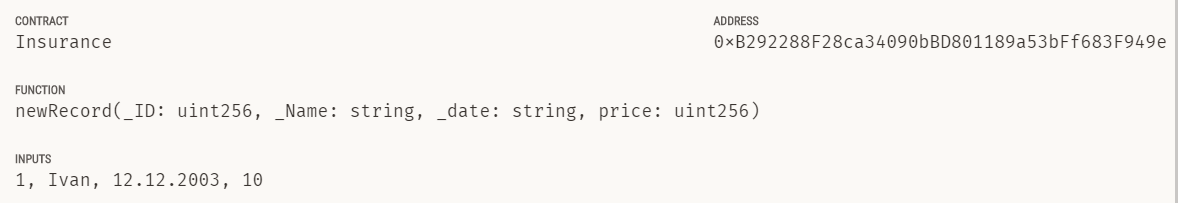 CONTRACT ADDRESS
Insurance 0×B292288F28ca34090bBD801189a53bFf683F949e
FUNCTION
newRecord(_ID: uint256, _Name: string, _date: string, price: uint256)
INPUTS
1, Ivan, 12.12.2003, 10